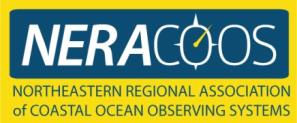 NERACOOS
NORTHEASTERN REGIONAL ASSOCIATION
of COASTAL OCEAN OBSERVING SYSTEMS